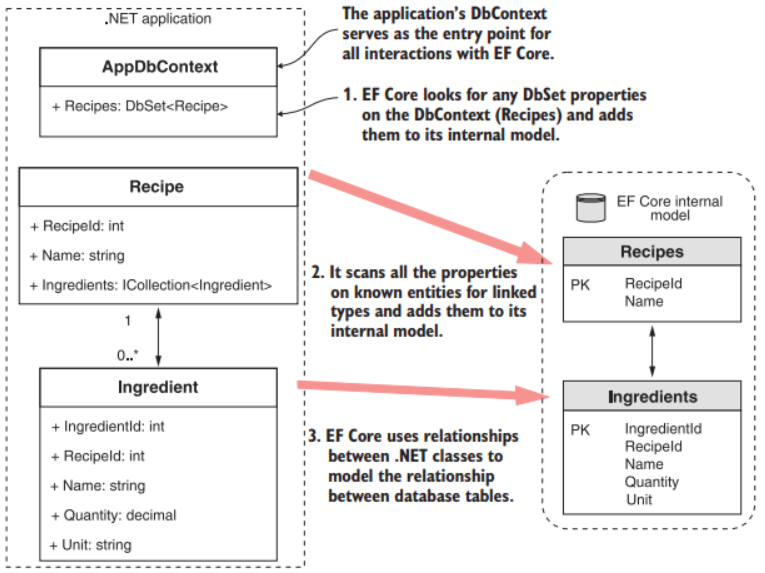 .NET application
The application's DbContext
serves as the entry point for
all interactions with EF Core.
AppDbContext
+ Recipes: DbSet<Recipe>
1. EF Core looks for any DbSet properties
on the DbContext (Recipes) and adds
them to its internal model.
Recipe
+ RecipeId: int
+ Name: string
+ Ingredients: ICollection<Ingredient>
1
0..*
2. It scans all the properties
on known entities for linked
types and adds them to its
internal model.
Ingredient
+ IngredientId: int
+ RecipeId: int
+ Name: string
+ Quantity: decimal
+ Unit: string
3. EF Core uses relationships
between .NET classes to
model the relationship
between database tables.
EF Core internal
model
Recipes
PK RecipeId
Name
Ingredients
PK IngredientId
RecipeId
Name
Quantity
Unit